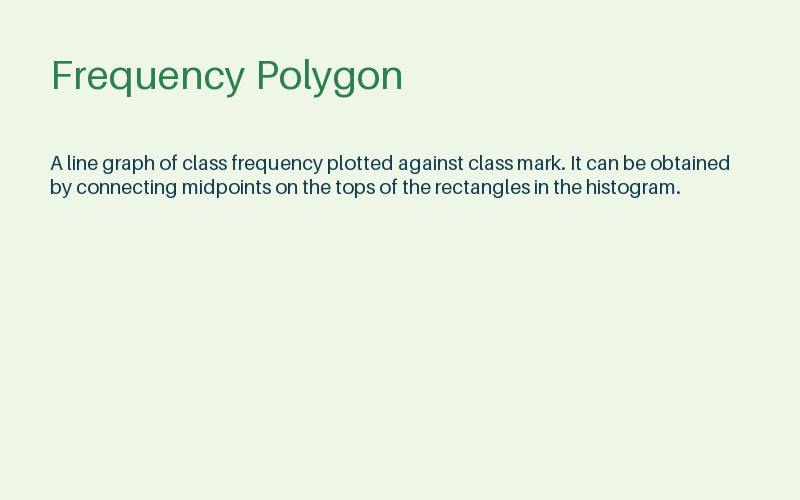 Frequency Polygon
A line graph of class frequency plotted against class mark. It can be obtained
by connecting midpoints on the tops of the rectangles in the histogram.